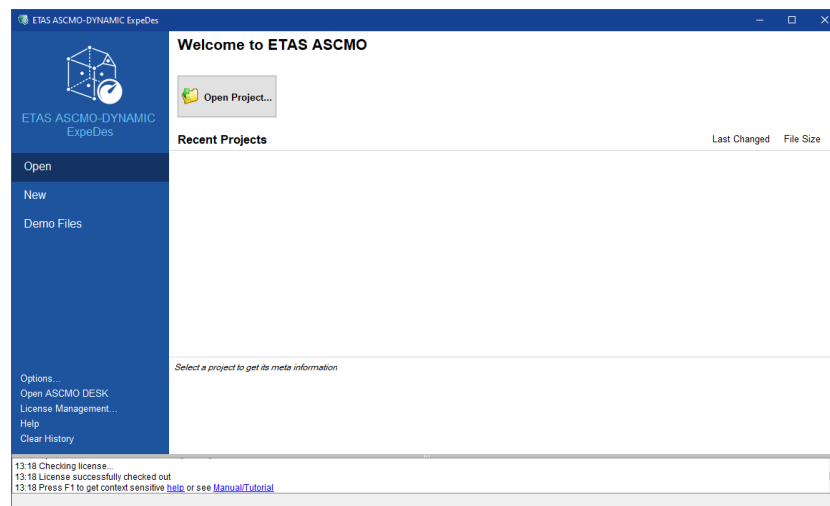 ETAS ASCMO-DYNAMIC ExpeDes
ETAS ASCMO-DYNAMIC
ExpeDes
Open
New
Demo Files
Options...
Open ASCMO DESK
License Management...
Help
Clear History
Welcome to ETAS ASCMO
Open Project...
Recent Projects
Last Changed File Size
Select a project to get its meta information
13:18 Checking license...
13:18 License successfully checked out
13:18 Press F1 to get context sensitive help or see Manual/Tutorial